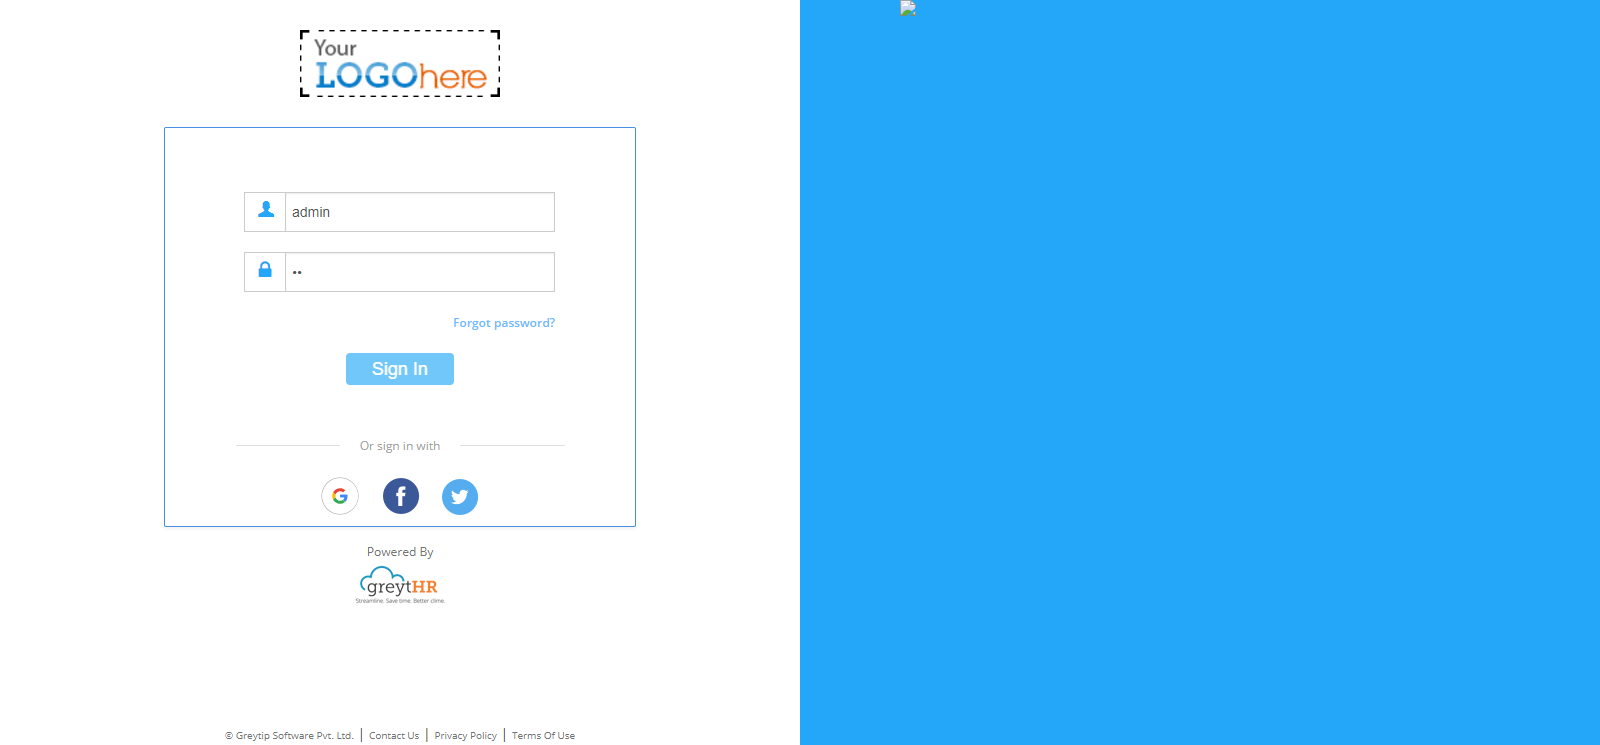 Your
LOGOhere
admin
••
Forgot password?
Sign In
Or sign in with
Powered By
greytHR
Streamline. Save time. Better clime.
© Greytip Software Pvt. Ltd. | Contact Us | Privacy Policy | Terms Of Use